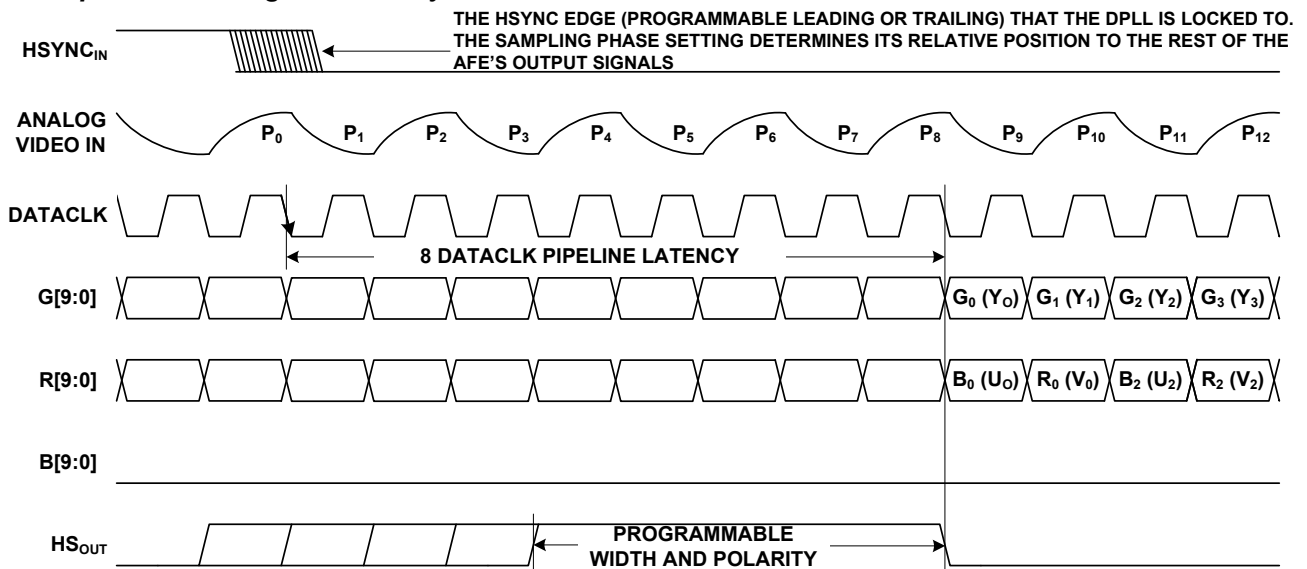 THE HSYNC EDGE (PROGRAMMABLE LEADING OR TRAILING) THAT THE DPLL IS LOCKED TO.
THE SAMPLING PHASE SETTING DETERMINES ITS RELATIVE POSITION TO THE REST OF THE
AFE'S OUTPUT SIGNALS
HSYNCIN
ANALOG
VIDEO IN
P0 P1 P2 P3 P4 P5 P6 P7 P8 P9 P10 P11 P12
DATACLK
8 DATACLK PIPELINE LATENCY
G[9:0]
G0 (YO) G1 (Y1) G2 (Y2) G3 (Y3)
R[9:0]
B0 (UO) R0 (V0) B2 (U2) R2 (V2)
B[9:0]
HSOUT
PROGRAMMABLE
WIDTH AND POLARITY